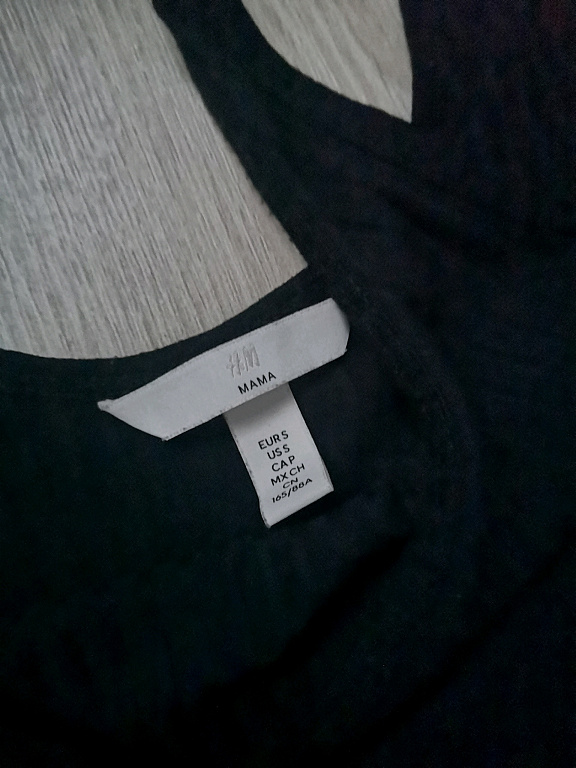 H&M
MAMA
EUR S
US S
CA P
MX CH
CN
165/88A